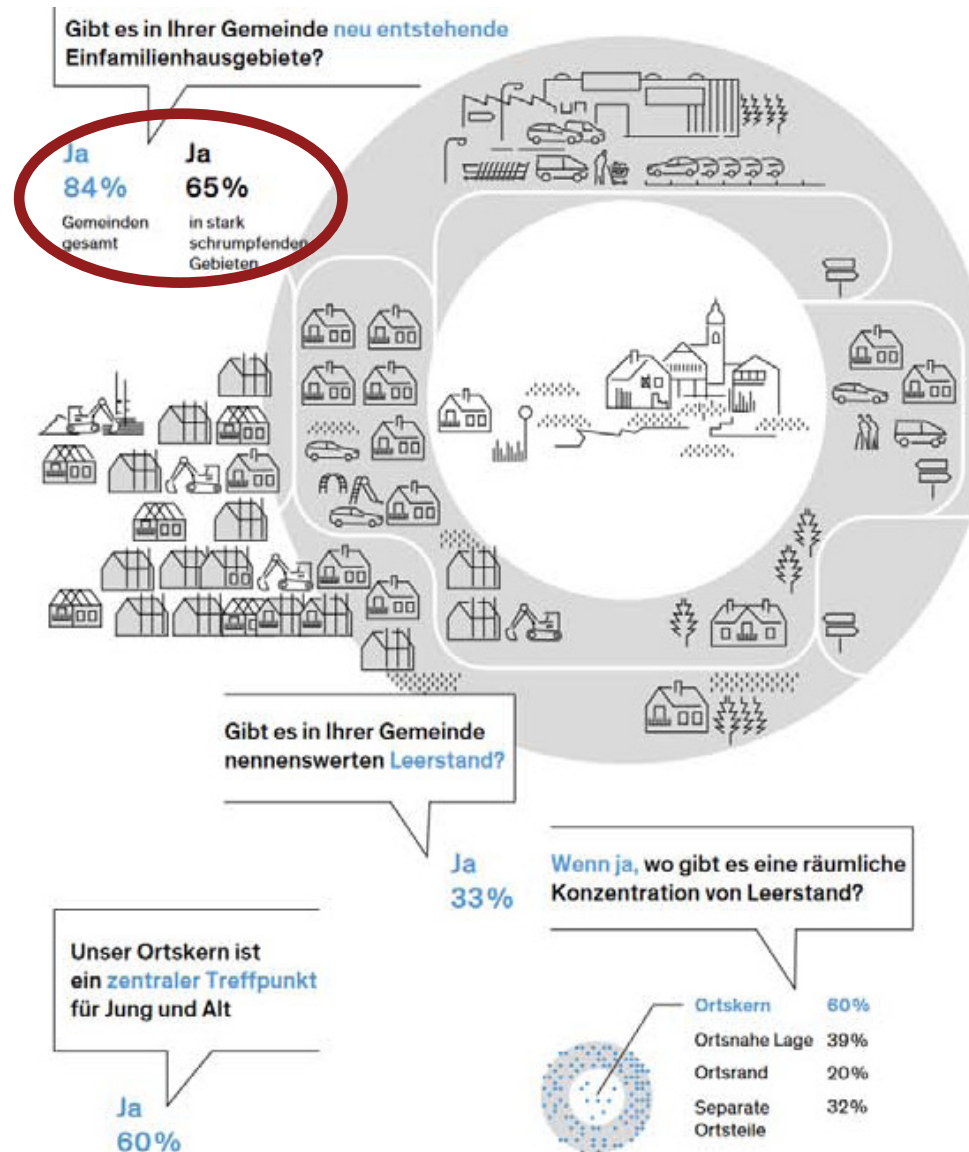 Gibt es in Ihrer Gemeinde neu entstehende
Einfamilienhausgebiete?
Ja
84%
Gemeinden
gesamt
Ja
65%
in stark
schrumpfenden
Gebieten
Gibt es in Ihrer Gemeinde
nennenswerten Leerstand?
Ja
33%
Wenn ja, wo gibt es eine räumliche
Konzentration von Leerstand?
Ortskern 60%
Ortsnahe Lage 39%
Ortsrand 20%
Separate 32%
Ortsteile
Unser Ortskern ist
ein zentraler Treffpunkt
für Jung und Alt
Ja
60%